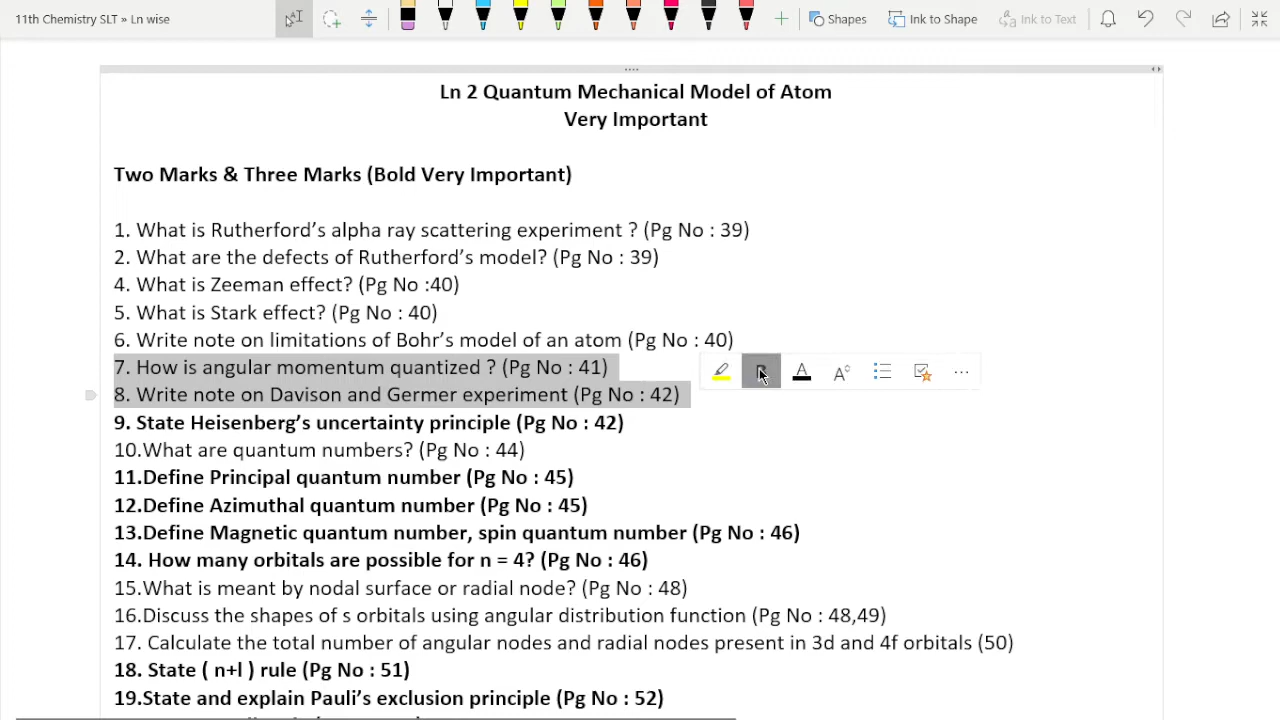 11th Chemistry SLT » Ln wise
Shapes
Ink to Shape
Ink to Text
Ln 2 Quantum Mechanical Model of Atom
Very Important
Two Marks & Three Marks (Bold Very Important)
1. What is Rutherford’s alpha ray scattering experiment ? (Pg No : 39)
2. What are the defects of Rutherford’s model? (Pg No : 39)
4. What is Zeeman effect? (Pg No :40)
5. What is Stark effect? (Pg No : 40)
6. Write note on limitations of Bohr’s model of an atom (Pg No : 40)
7. How is angular momentum quantized ? (Pg No : 41)
8. Write note on Davison and Germer experiment (Pg No : 42)
9. State Heisenberg’s uncertainty principle (Pg No : 42)
10.What are quantum numbers? (Pg No : 44)
11.Define Principal quantum number (Pg No : 45)
12.Define Azimuthal quantum number (Pg No : 45)
13.Define Magnetic quantum number, spin quantum number (Pg No : 46)
14. How many orbitals are possible for n = 4? (Pg No : 46)
15.What is meant by nodal surface or radial node? (Pg No : 48)
16.Discuss the shapes of s orbitals using angular distribution function (Pg No : 48,49)
17. Calculate the total number of angular nodes and radial nodes present in 3d and 4f orbitals (50)
18. State ( n+l ) rule (Pg No : 51)
19.State and explain Pauli’s exclusion principle (Pg No : 52)